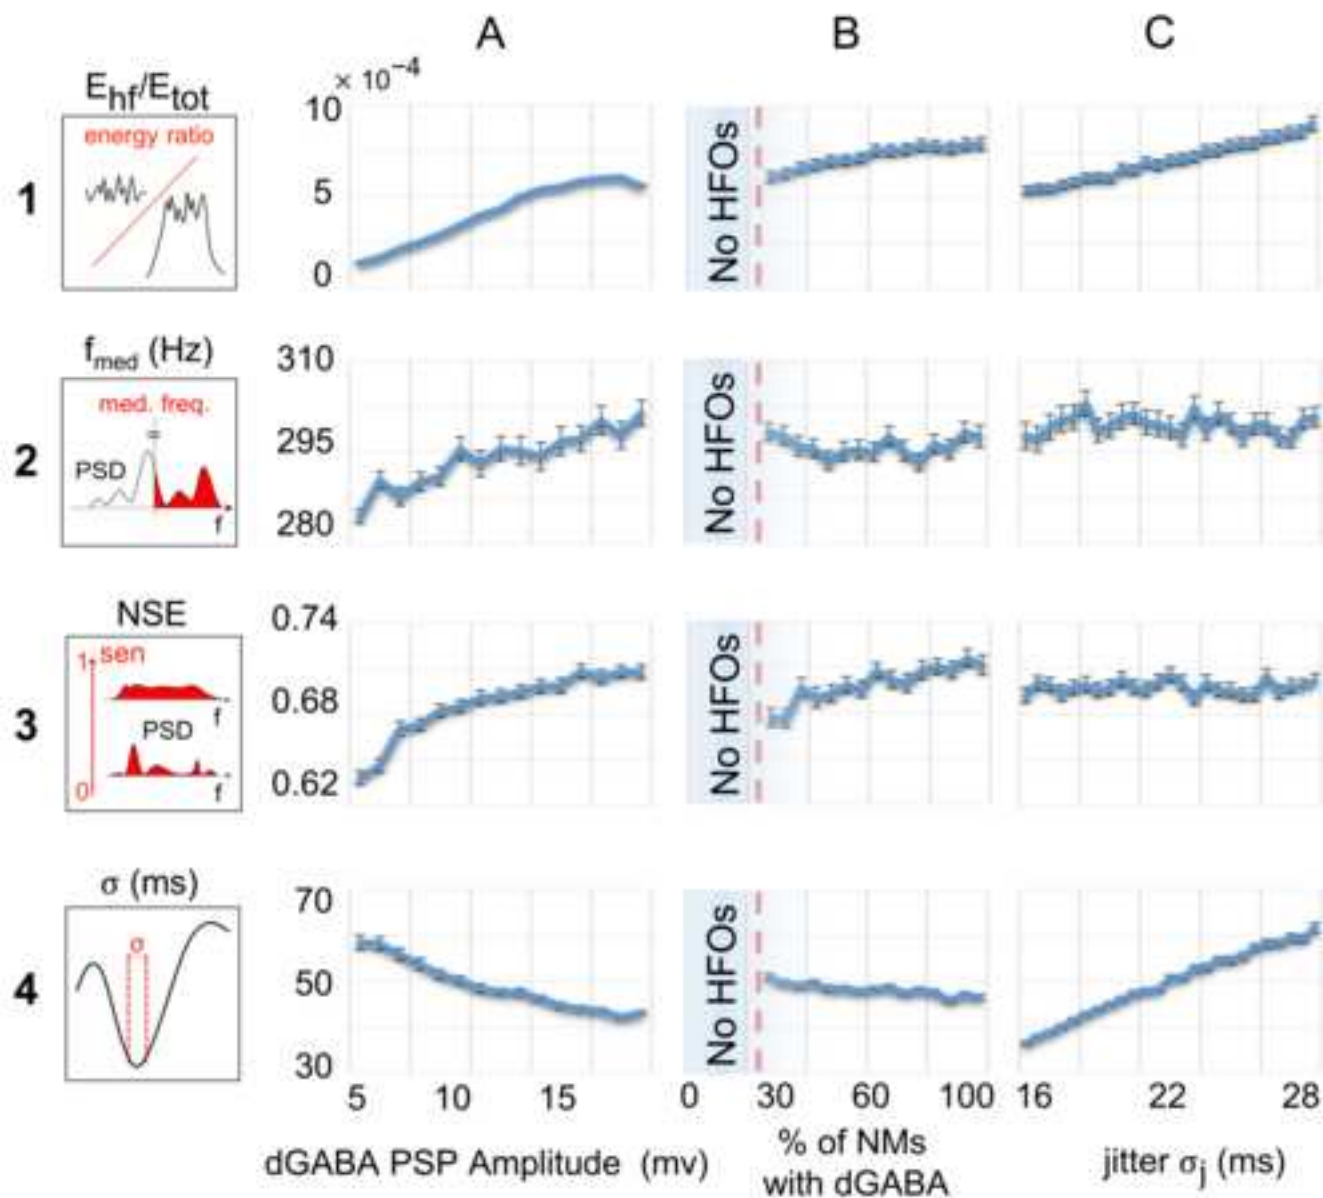 A B C
E_hf/E_tot
× 10⁻⁴
energy ratio
1
10
5
0
No HFOs
f_med (Hz)
med. freq.
=
PSD
f
2
310
295
280
No HFOs
NSE
1 sen
f
PSD
0 f
3
0.74
0.68
0.62
No HFOs
σ (ms)
σ
4
70
50
30
No HFOs
5 10 15 0 30 60 100 16 22 28
dGABA PSP Amplitude (mv)
% of NMs
with dGABA
jitter σ_j (ms)